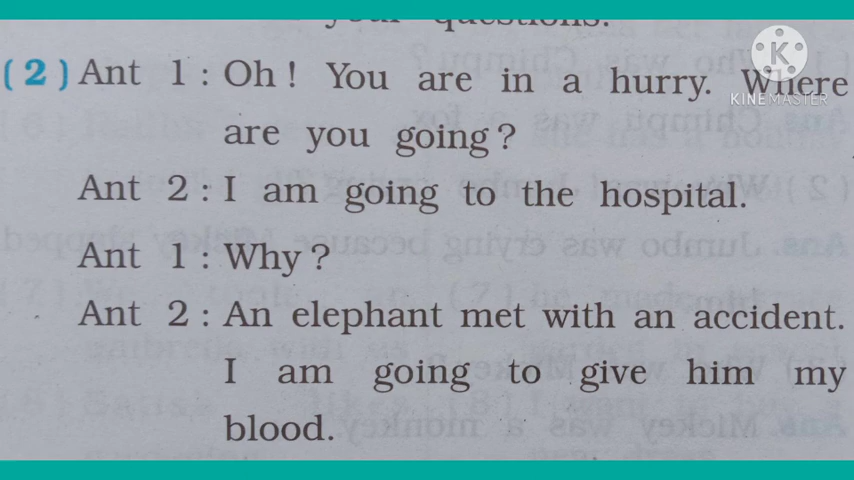 your questions.
(2) Ant 1 : Oh ! You are in a hurry. Where
are you going ?
Ant 2 : I am going to the hospital.
Ant 1 : Why ?
Ant 2 : An elephant met with an accident.
I am going to give him my
blood.
K
KINEMASTER